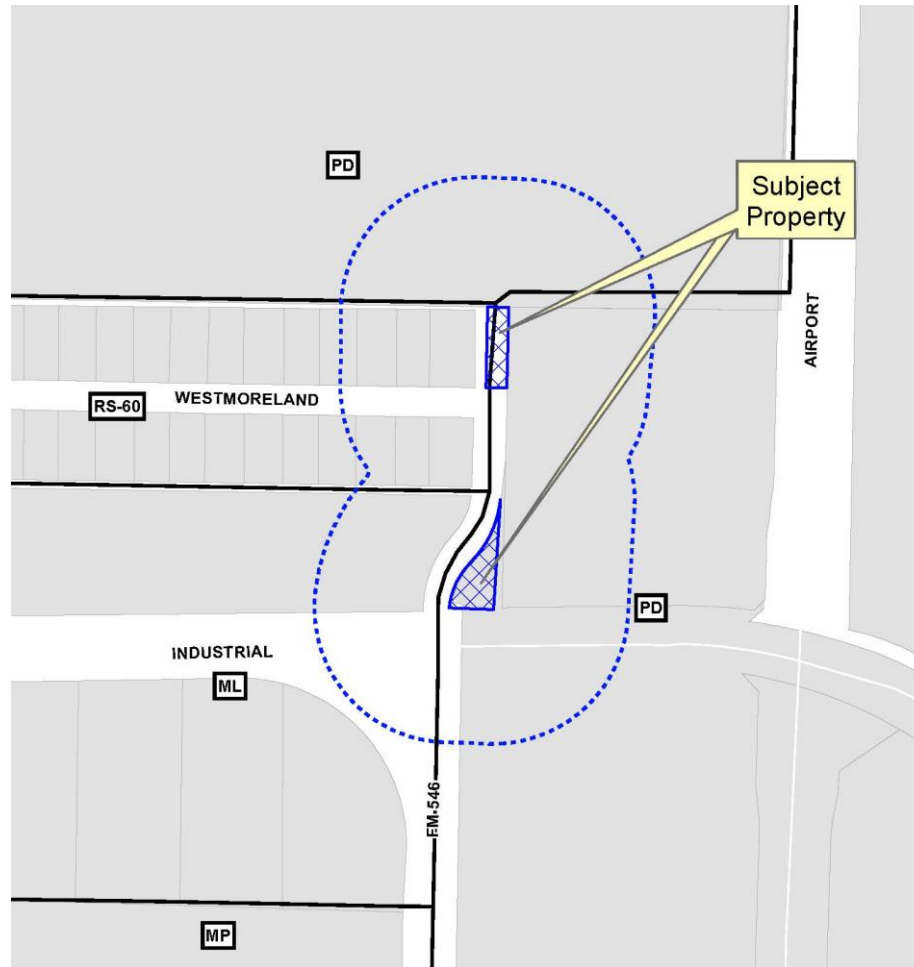 PD
Subject
Property
AIRPORT
WESTMORELAND
RS-60
PD
INDUSTRIAL
ML
FM-546
MP